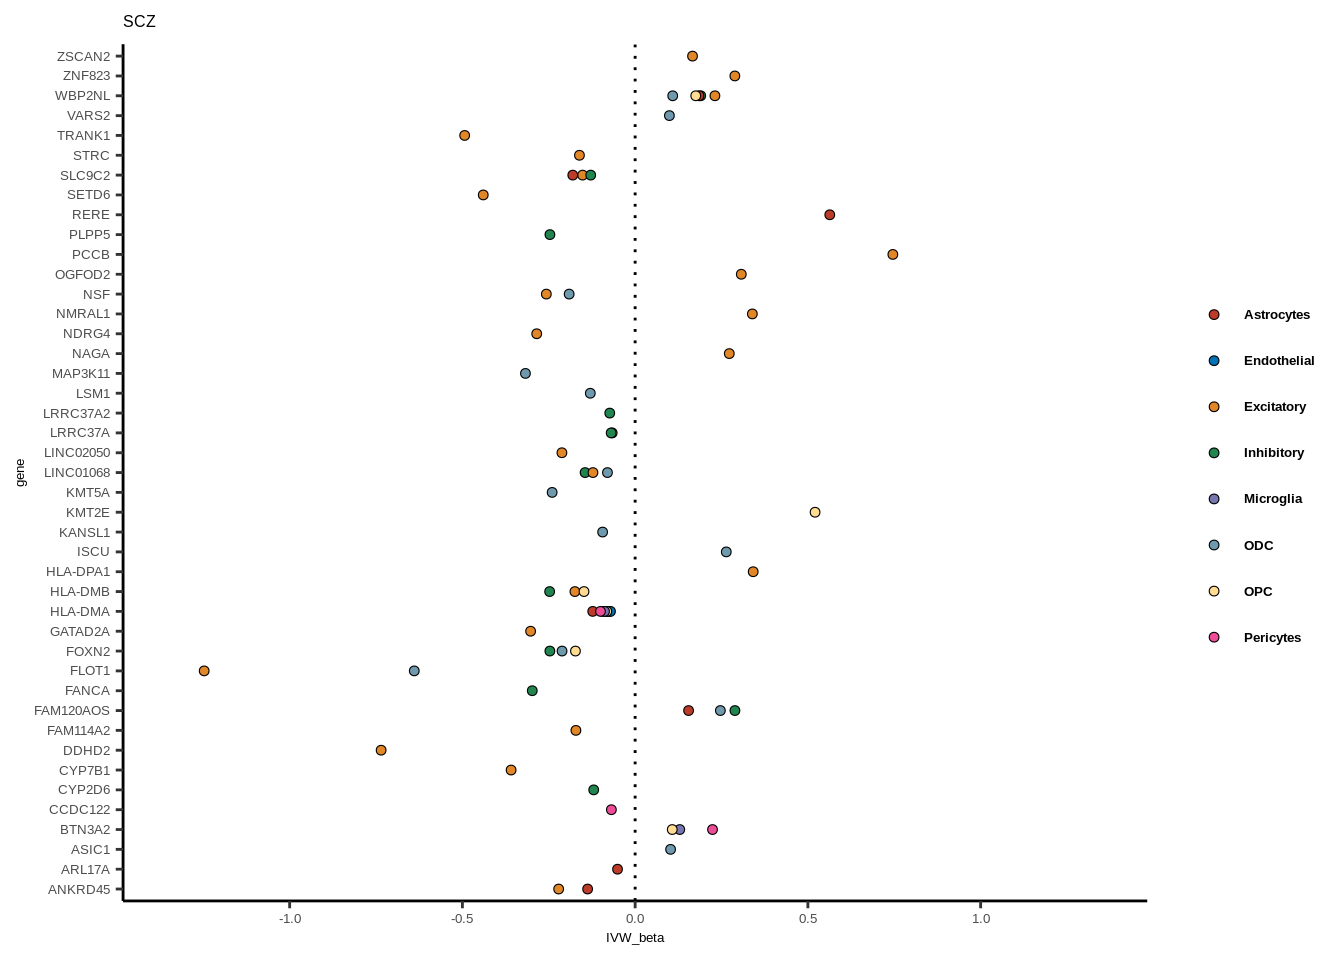 SCZ
ZSCAN2
ZNF823
WBP2NL
VARS2
TRANK1
STRC
SLC9C2
SETD6
RERE
PLPP5
PCCB
OGFOD2
NSF
NMRAL1
NDRG4
NAGA
MAP3K11
LSM1
LRRC37A2
LRRC37A
LINC02050
LINC01068
KMT5A
KMT2E
KANSL1
ISCU
HLA-DPA1
HLA-DMB
HLA-DMA
GATAD2A
FOXN2
FLOT1
FANCA
FAM120AOS
FAM114A2
DDHD2
CYP7B1
CYP2D6
CCDC122
BTN3A2
ASIC1
ARL17A
ANKRD45
gene
-1.0 -0.5 0.0 0.5 1.0
IVW_beta
Astrocytes
Endothelial
Excitatory
Inhibitory
Microglia
ODC
OPC
Pericytes